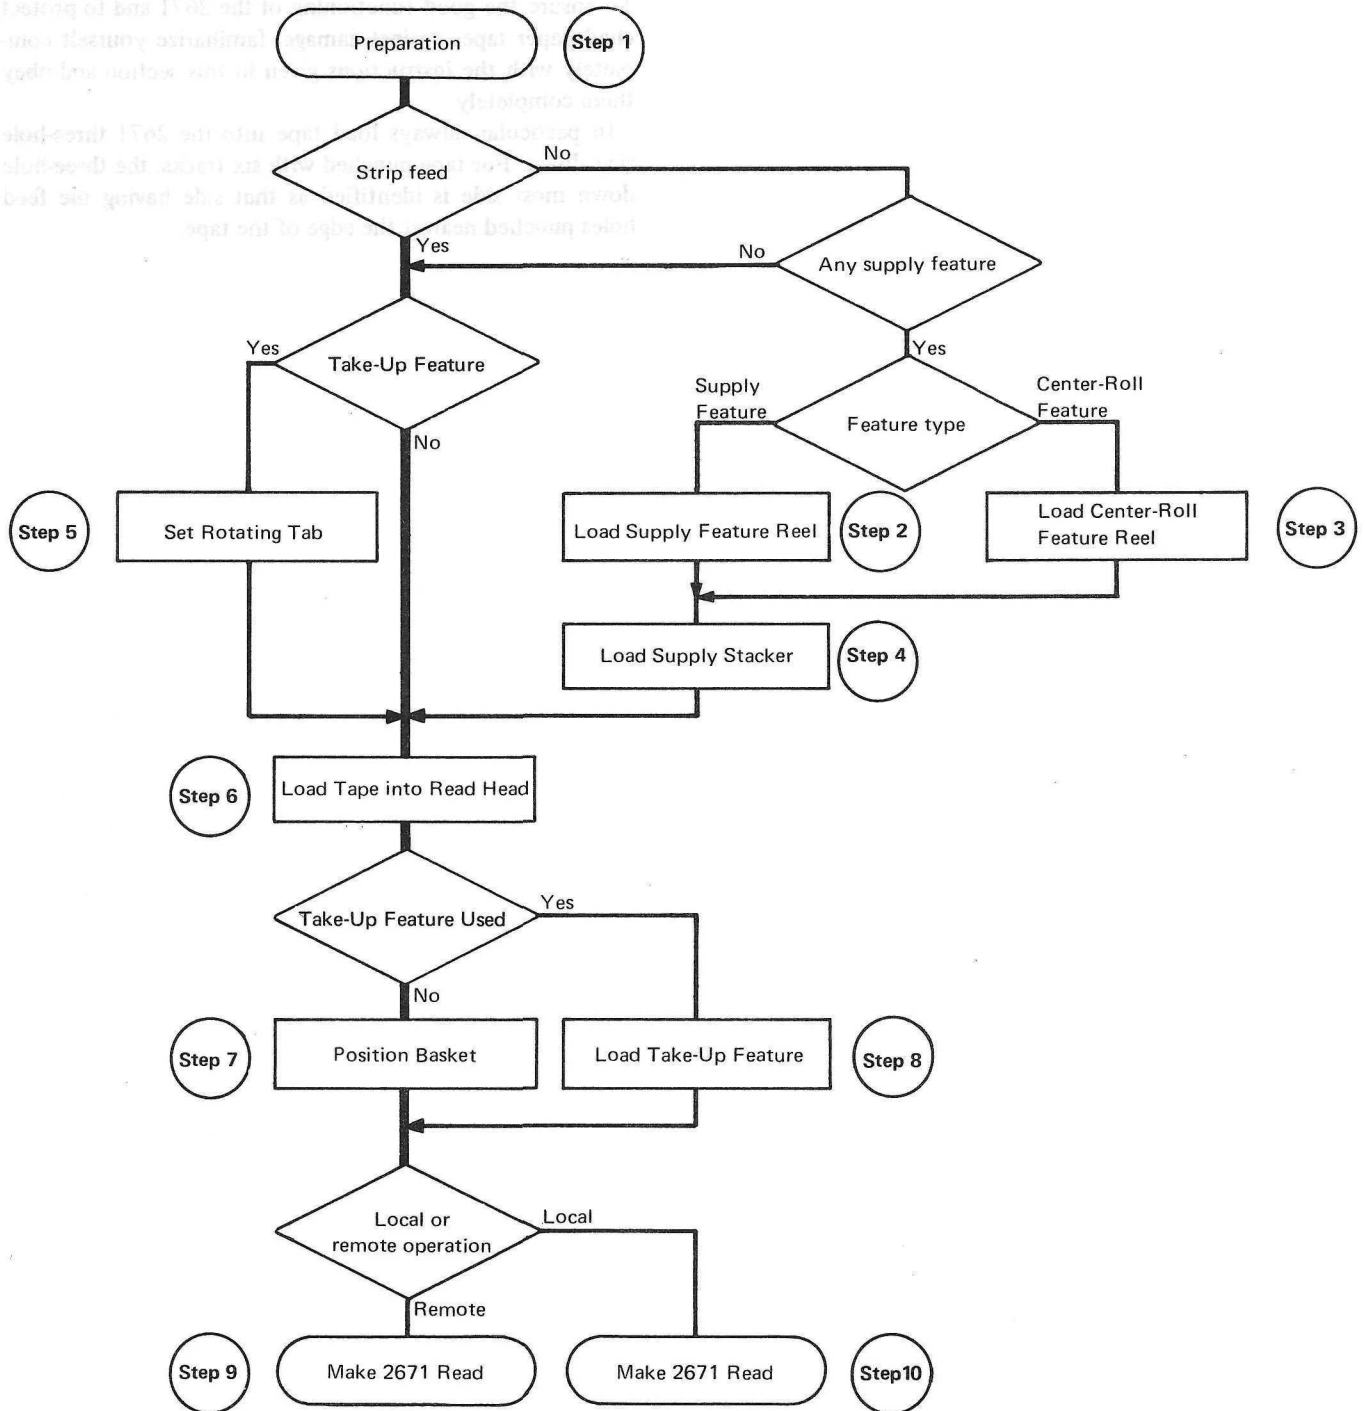 Preparation
Step 1
Strip feed
No
Yes
No
Any supply feature
Yes
Yes
Take-Up Feature
No
Supply
Feature
Feature type
Center-Roll
Feature
Step 5
Set Rotating Tab
Load Supply Feature Reel
Step 2
Load Center-Roll
Feature Reel
Step 3
Load Supply Stacker
Step 4
Step 6
Load Tape into Read Head
Take-Up Feature Used
Yes
No
Step 7
Position Basket
Load Take-Up Feature
Step 8
Local or
remote operation
Local
Remote
Step 9
Make 2671 Read
Make 2671 Read
Step10